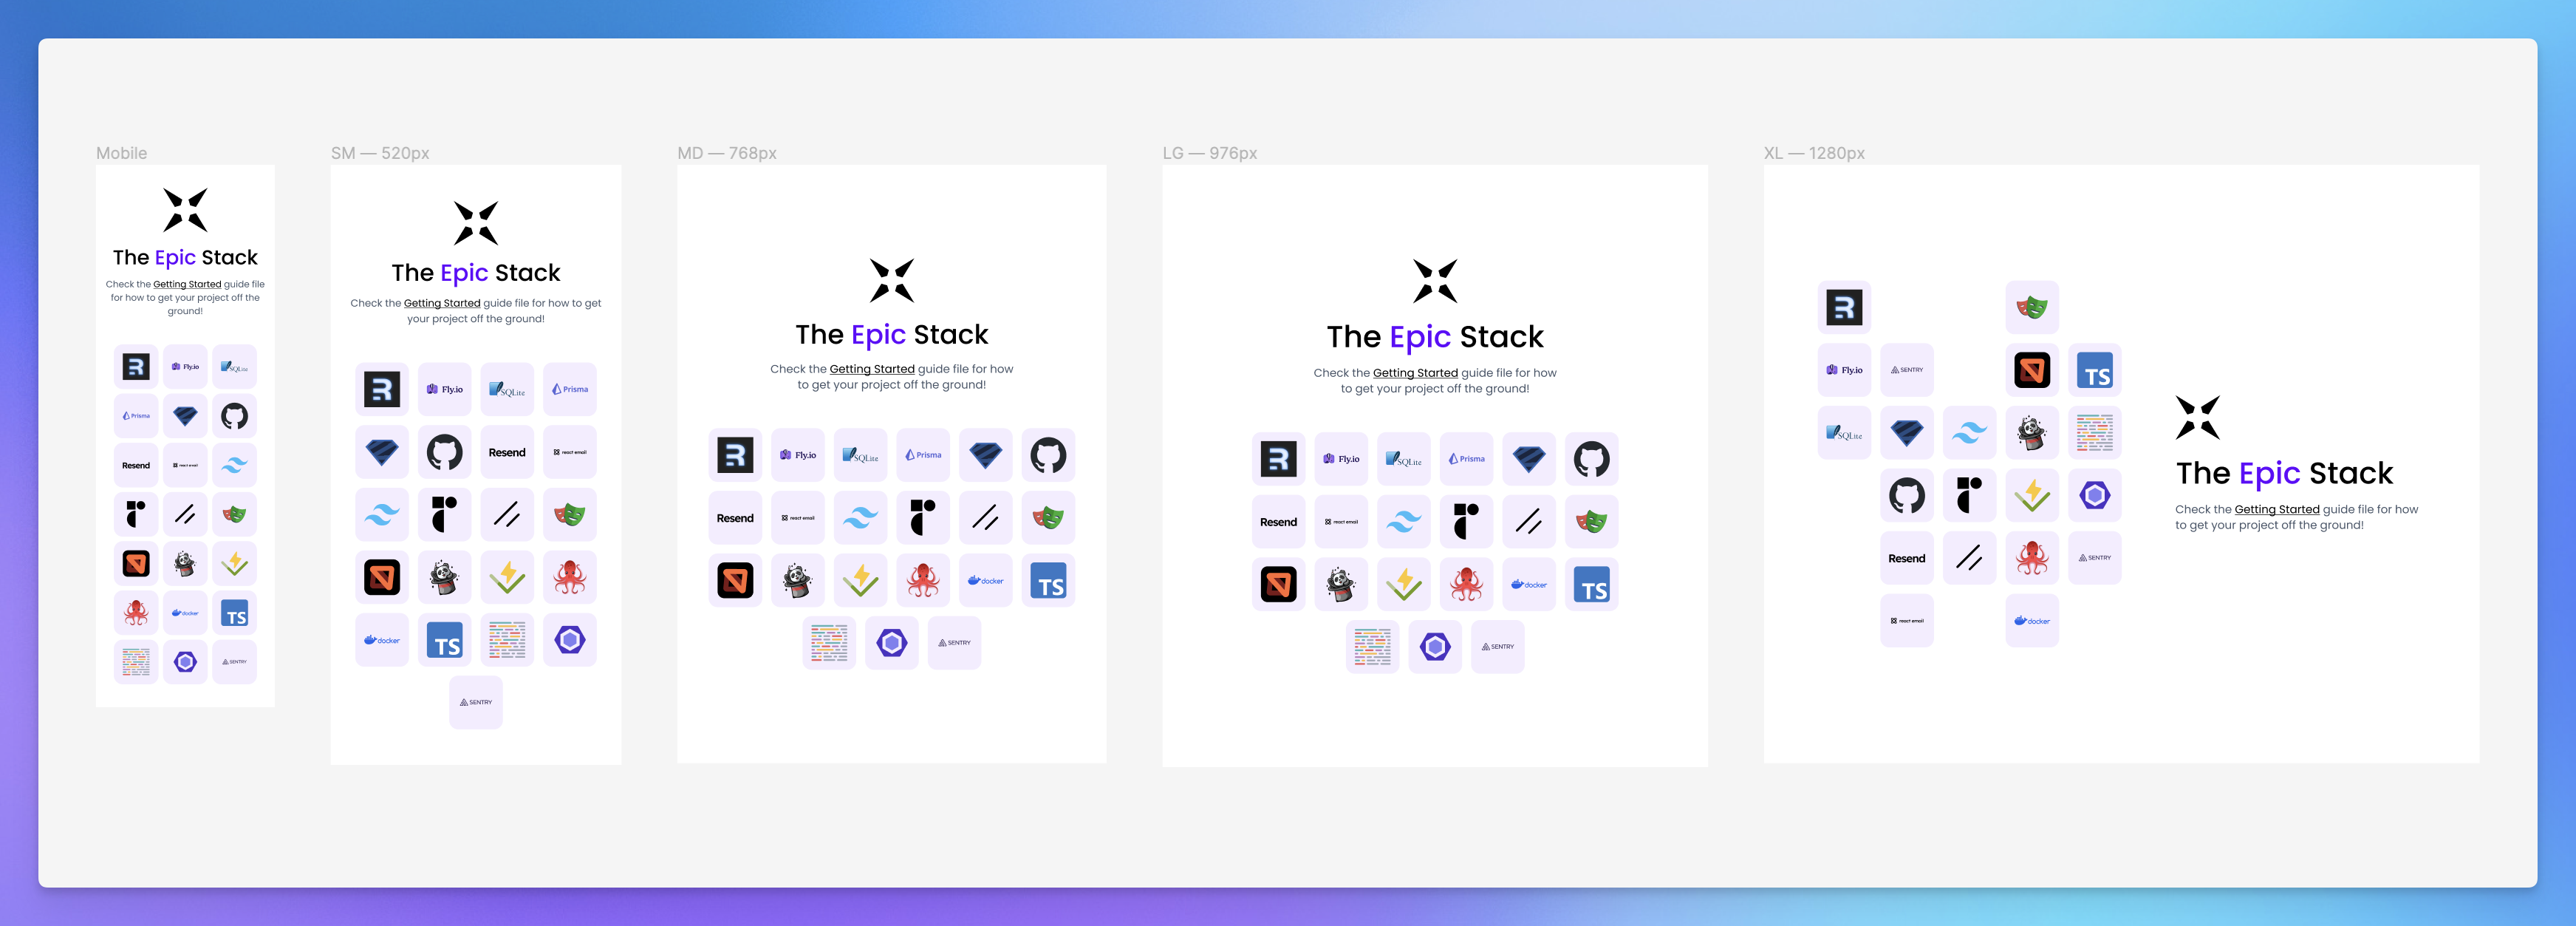 Mobile
The Epic Stack
Check the Getting Started guide file
for how to get your project off the
ground!
Fly.io SQLite
Prisma
Resend react email
docker TS
SENTRY
SM — 520px
The Epic Stack
Check the Getting Started guide file for how to get
your project off the ground!
Fly.io SQLite Prisma
Resend react email
docker TS
SENTRY
MD — 768px
The Epic Stack
Check the Getting Started guide file for how
to get your project off the ground!
Fly.io SQLite Prisma
Resend react email
docker TS
SENTRY
LG — 976px
The Epic Stack
Check the Getting Started guide file for how
to get your project off the ground!
Fly.io SQLite Prisma
Resend react email
docker TS
SENTRY
XL — 1280px
Fly.io SENTRY TS
SQLite
Resend SENTRY
react email docker
The Epic Stack
Check the Getting Started guide file for how
to get your project off the ground!